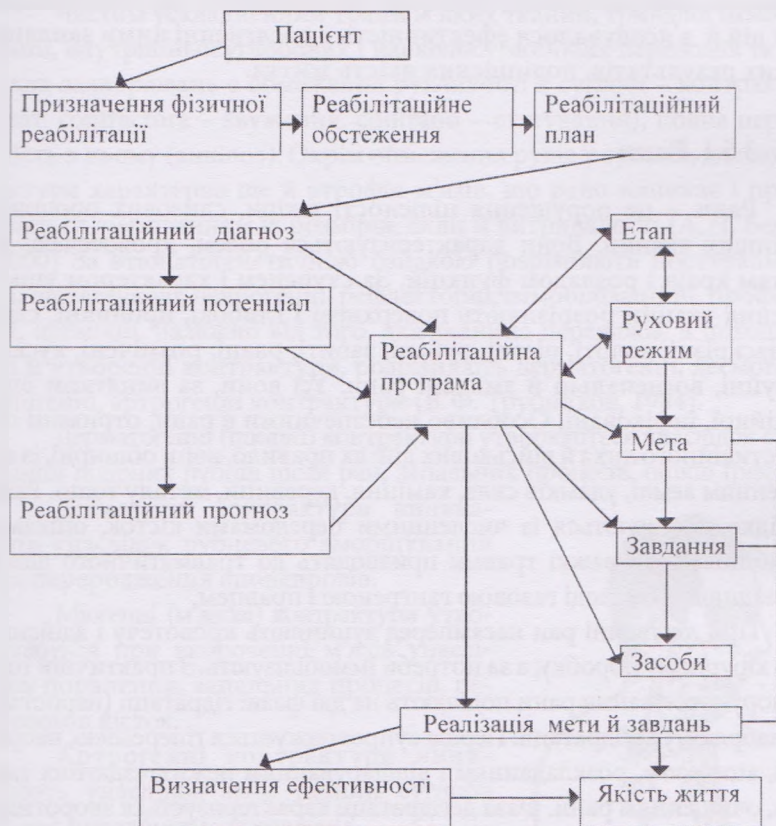 Пацієнт
Призначення фізичної
реабілітації
Реабілітаційне
обстеження
Реабілітаційний
план
Реабілітаційний діагноз
Етап
Реабілітаційний потенціал
Руховий
режим
Реабілітаційна
програма
Мета
Реабілітаційний прогноз
Завдання
Засоби
Реалізація мети й завдань
Визначення ефективності
Якість життя